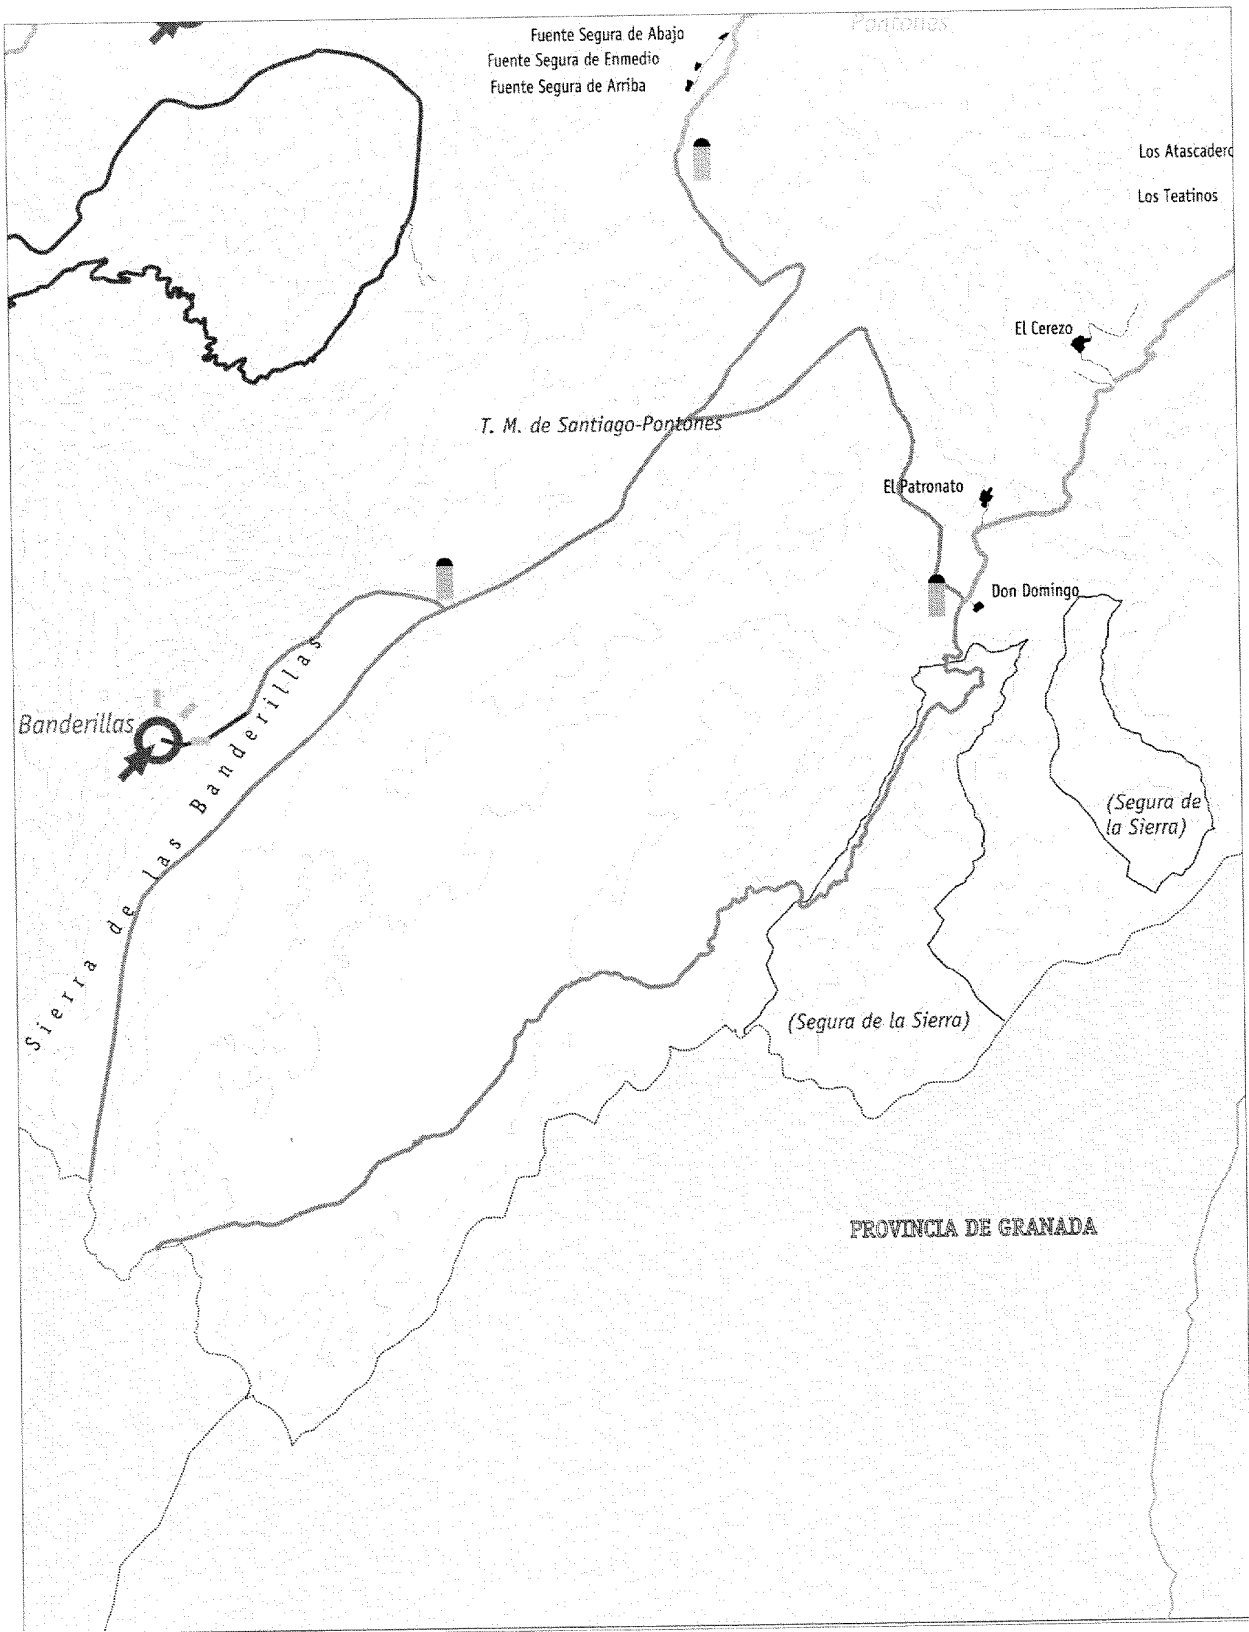 Pontones
Fuente Segura de Abajo
Fuente Segura de Enmedio
Fuente Segura de Arriba
Los Atascadero
Los Teatinos
El Cerezo
T. M. de Santiago-Pontones
El Patronato
Don Domingo
Banderillas
Sierra de las Banderillas
(Segura de
la Sierra)
(Segura de la Sierra)
PROVINCIA DE GRANADA